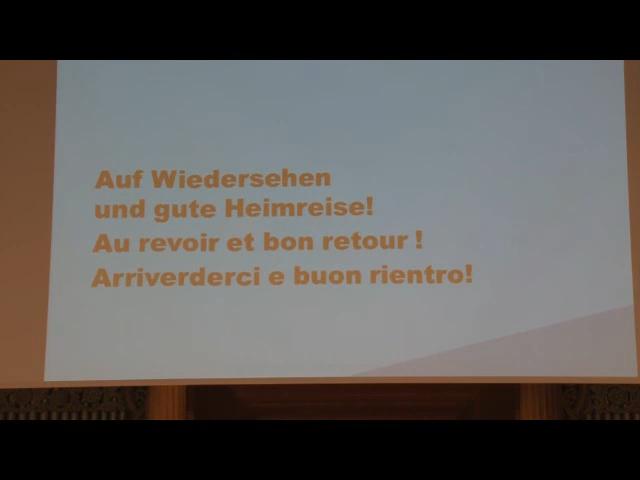 Auf Wiedersehen
und gute Heimreise!
Au revoir et bon retour !
Arriverderci e buon rientro!